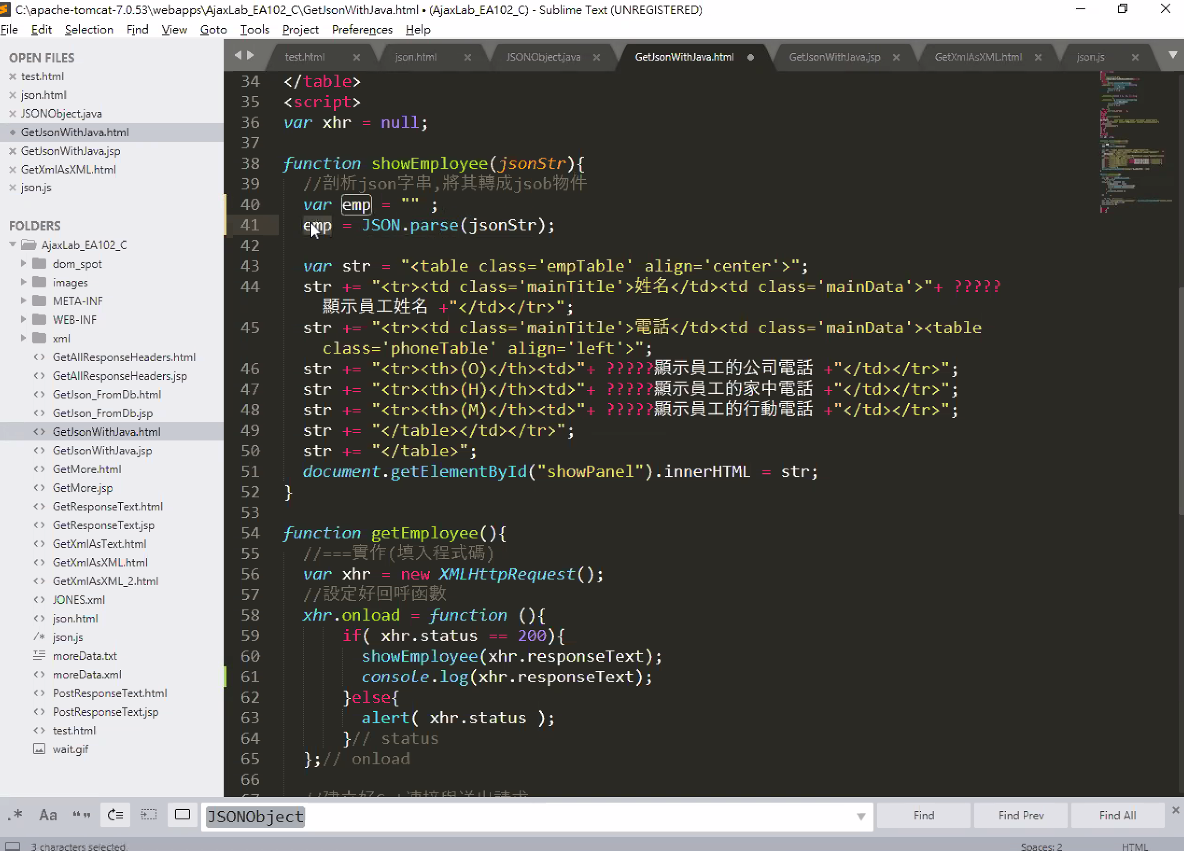 C:\apache-tomcat-7.0.53\webapps\AjaxLab_EA102_C\GetJsonWithJava.html • (AjaxLab_EA102_C) - Sublime Text (UNREGISTERED)
File Edit Selection Find View Goto Tools Project Preferences Help
OPEN FILES
test.html
json.html
JSONObject.java
GetJsonWithJava.html
GetJsonWithJava.jsp
GetXmlAsXML.html
json.js
FOLDERS
AjaxLab_EA102_C
dom_spot
images
META-INF
WEB-INF
xml
GetAllResponseHeaders.html
GetAllResponseHeaders.jsp
GetJson_FromDb.html
GetJson_FromDb.jsp
GetJsonWithJava.html
GetJsonWithJava.jsp
GetMore.html
GetMore.jsp
GetResponseText.html
GetResponseText.jsp
GetXmlAsText.html
GetXmlAsXML.html
GetXmlAsXML_2.html
JONES.xml
json.html
json.js
moreData.txt
moreData.xml
PostResponseText.html
PostResponseText.jsp
test.html
wait.gif
test.html json.html JSONObject.java GetJsonWithJava.html GetJsonWithJava.jsp GetXmlAsXML.html json.js
34 </table>
35 <script>
36 var xhr = null;
37
38 function showEmployee(jsonStr){
39 //剖析json字串,將其轉成jsob物件
40 var emp = "" ;
41 emp = JSON.parse(jsonStr);
42
43 var str = "<table class='empTable' align='center'>";
44 str += "<tr><td class='mainTitle'>姓名</td><td class='mainData'>"+ ?????
顯示員工姓名 +"</td></tr>";
45 str += "<tr><td class='mainTitle'>電話</td><td class='mainData'><table
class='phoneTable' align='left'>";
46 str += "<tr><th>(O)</th><td>"+ ?????顯示員工的公司電話 +"</td></tr>";
47 str += "<tr><th>(H)</th><td>"+ ?????顯示員工的家中電話 +"</td></tr>";
48 str += "<tr><th>(M)</th><td>"+ ?????顯示員工的行動電話 +"</td></tr>";
49 str += "</table></td></tr>";
50 str += "</table>";
51 document.getElementById("showPanel").innerHTML = str;
52 }
53
54 function getEmployee(){
55 //===實作(填入程式碼)
56 var xhr = new XMLHttpRequest();
57 //設定好回呼函數
58 xhr.onload = function (){
59 if( xhr.status == 200){
60 showEmployee(xhr.responseText);
61 console.log(xhr.responseText);
62 }else{
63 alert( xhr.status );
64 }// status
65 };// onload
66
JSONObject
Find Find Prev Find All
3 characters selected
Spaces: 2 HTML